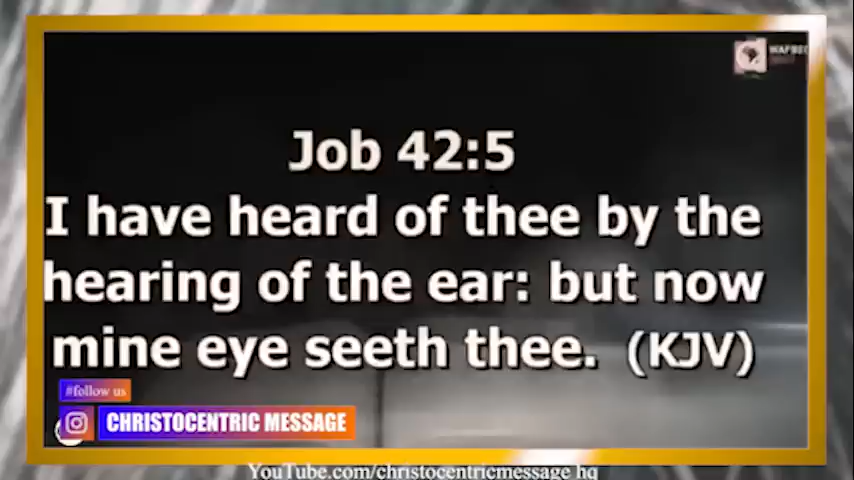 WAFBEC
Job 42:5
I have heard of thee by the
hearing of the ear: but now
mine eye seeth thee. (KJV)
#follow us
CHRISTOCENTRIC MESSAGE
YouTube.com/christocentricmessage hq